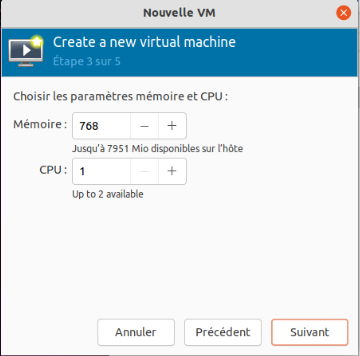 Nouvelle VM
Create a new virtual machine
Étape 3 sur 5
Choisir les paramètres mémoire et CPU :
Mémoire : 768 − +
Jusqu'à 7951 Mio disponibles sur l'hôte
CPU : 1 − +
Up to 2 available
Annuler Précédent Suivant